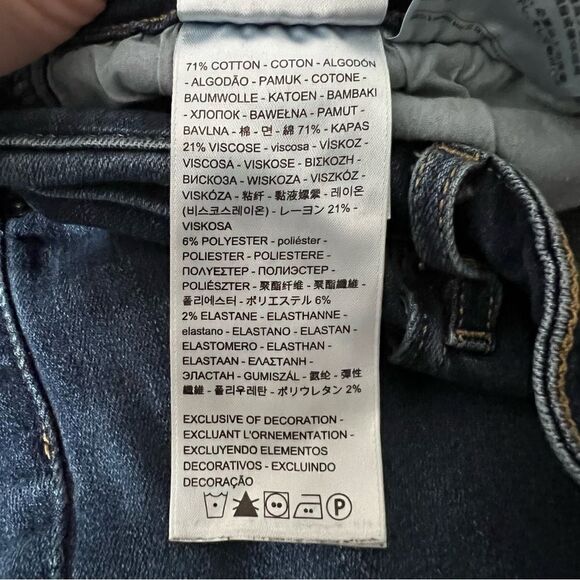 71% COTTON - COTON - ALGODÓN
- ALGODÃO - PAMUK - COTONE -
BAUMWOLLE - KATOEN - BAMBAKI
- ХЛОПОК - BAWEŁNA - PAMUT -
BAVLNA - 棉 - 면 - 綿 71% - KAPAS
21% VISCOSE - viscosa - VİSKOZ -
VISCOSA - VISKOSE - ΒΙΣΚΟΖΗ -
ВИСКОЗА - WISKOZA - VISZKÓZ -
VISKÓZA - 粘纤 - 黏液嫘縈 - 레이온
(비스코스레이온) - レーヨン 21% -
VISKOSA
6% POLYESTER - poliéster -
POLIESTER - POLIESTERE -
ΠΟΛΥΕΣΤΕΡ - ПОЛИЭСТЕР -
POLIÉSZTER - 聚酯纤维 - 聚酯纖維 -
폴리에스터 - ポリエステル 6%
2% ELASTANE - ELASTHANNE -
elastano - ELASTANO - ELASTAN -
ELASTOMERO - ELASTHAN -
ELASTAAN - ΕΛΑΣΤΑΝΗ -
ЭЛАСТАН - GUMISZÁL - 氨纶 - 彈性
纖維 - 폴리우레탄 - ポリウレタン 2%
EXCLUSIVE OF DECORATION -
EXCLUANT L'ORNEMENTATION -
EXCLUYENDO ELEMENTOS
DECORATIVOS - EXCLUINDO
DECORAÇÃO
P